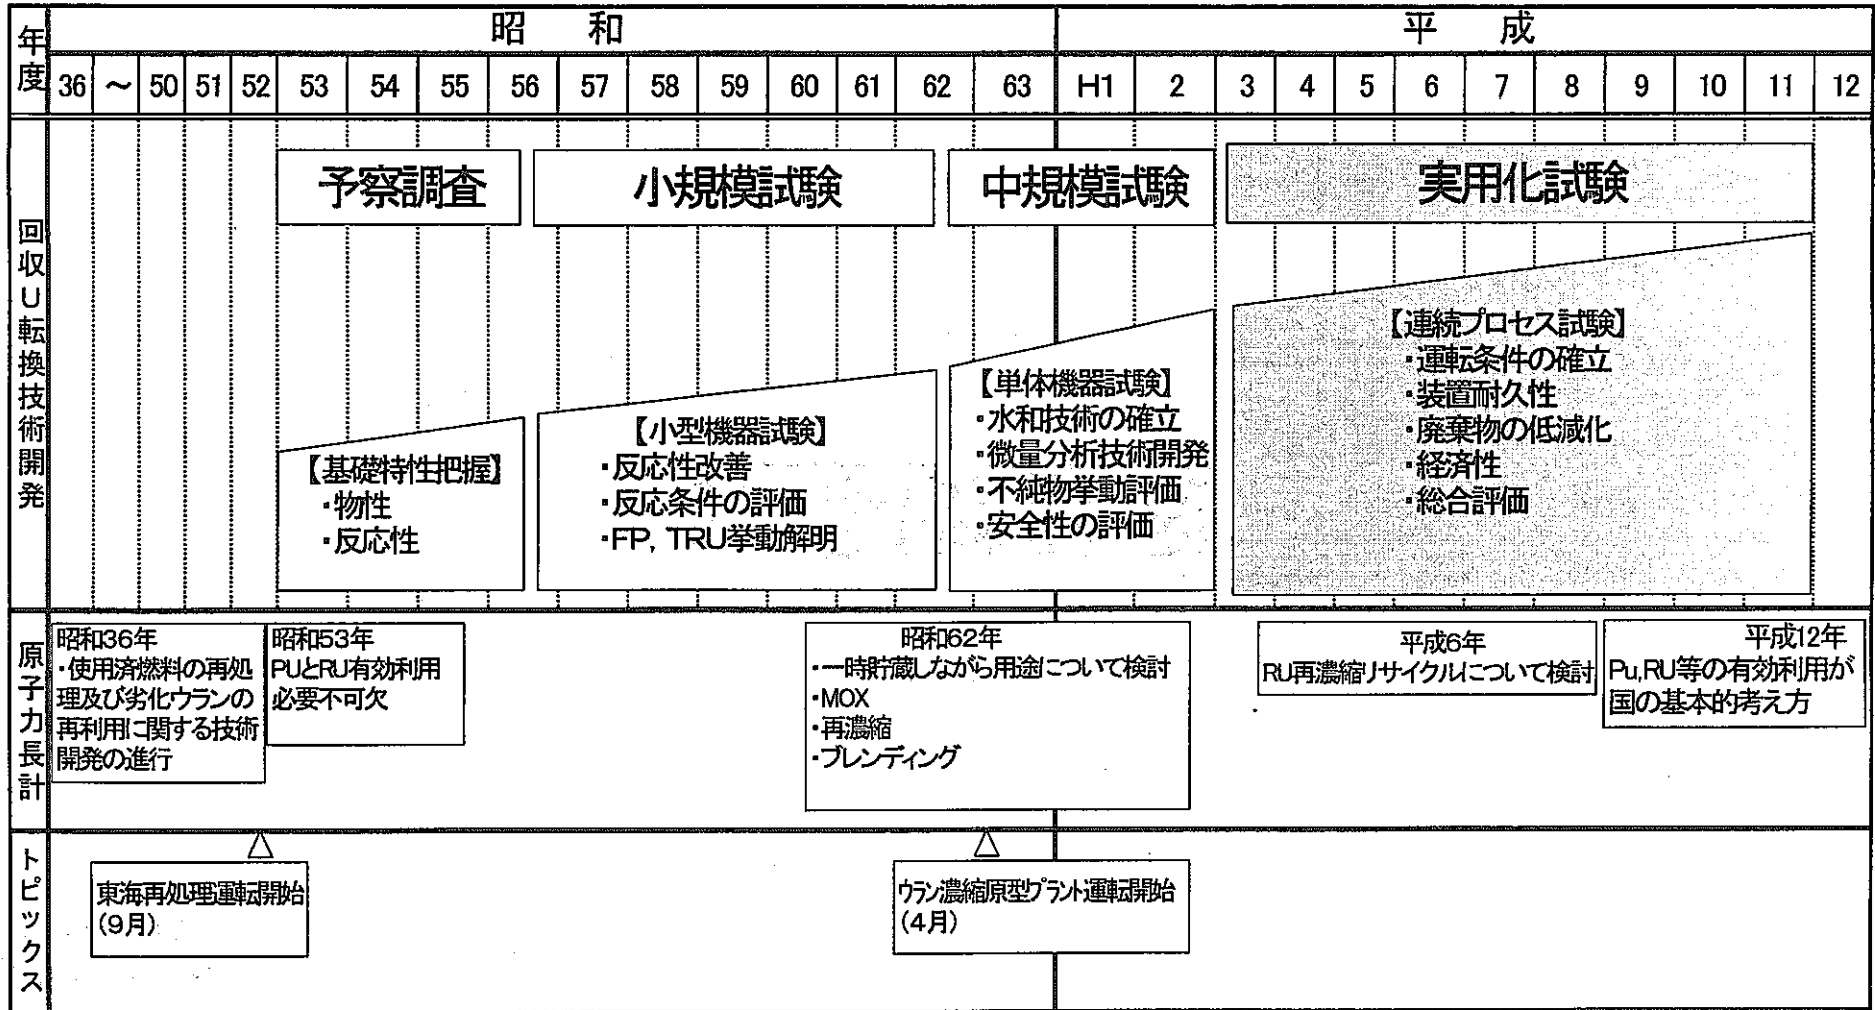 年度
昭 和
平 成
36 ～ 50 51 52 53 54 55 56 57 58 59 60 61 62 63 H1 2 3 4 5 6 7 8 9 10 11 12
回収U転換技術開発
予察調査
小規模試験
中規模試験
実用化試験
【基礎特性把握】
・物性
・反応性
【小型機器試験】
・反応性改善
・反応条件の評価
・FP, TRU挙動解明
【単体機器試験】
・水和技術の確立
・微量分析技術開発
・不純物挙動評価
・安全性の評価
【連続プロセス試験】
・運転条件の確立
・装置耐久性
・廃棄物の低減化
・経済性
・総合評価
原子力長計
昭和36年
・使用済燃料の再処
理及び劣化ウランの
再利用に関する技術
開発の進行
昭和53年
PUとRU有効利用
必要不可欠
昭和62年
・一時貯蔵しながら用途について検討
・MOX
・再濃縮
・ブレンディング
平成6年
RU再濃縮リサイクルについて検討
平成12年
Pu,RU等の有効利用が
国の基本的考え方
トピックス
△
東海再処理運転開始
(9月)
△
ウラン濃縮原型プラント運転開始
(4月)